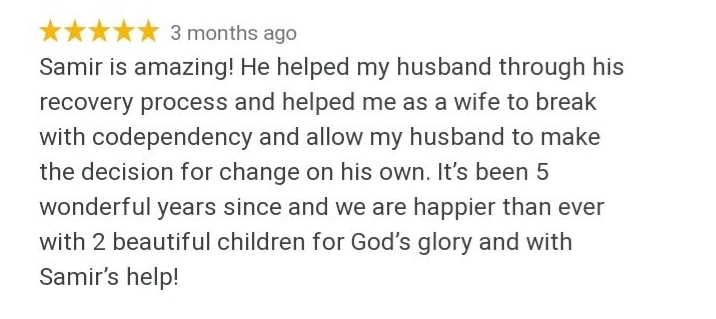 3 months ago
Samir is amazing! He helped my husband through his
recovery process and helped me as a wife to break
with codependency and allow my husband to make
the decision for change on his own. It’s been 5
wonderful years since and we are happier than ever
with 2 beautiful children for God’s glory and with
Samir’s help!